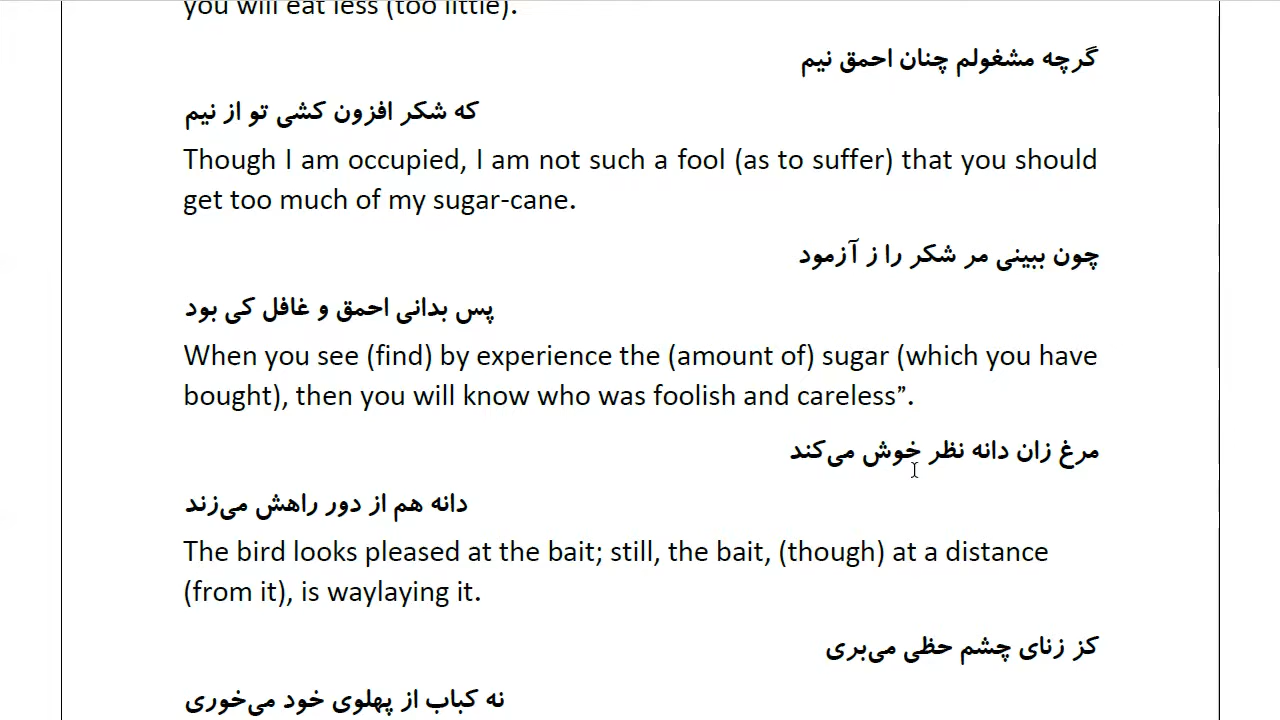 you will eat less (too little).
گرچه مشغولم چنان احمق نیم
که شکر افزون کشی تو از نیم
Though I am occupied, I am not such a fool (as to suffer) that you should
get too much of my sugar-cane.
چون ببینی مر شکر را ز آزمود
پس بدانی احمق و غافل کی بود
When you see (find) by experience the (amount of) sugar (which you have
bought), then you will know who was foolish and careless”.
مرغ زان دانه نظر خوش می‌کند
دانه هم از دور راهش می‌زند
The bird looks pleased at the bait; still, the bait, (though) at a distance
(from it), is waylaying it.
کز زنای چشم حظی می‌بری
نه کباب از پهلوی خود می‌خوری